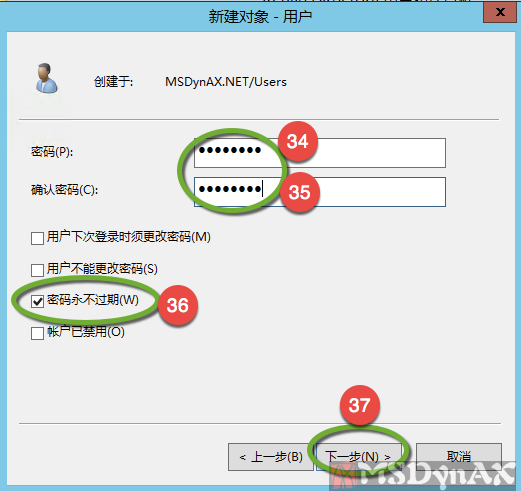 新建对象 - 用户
x
创建于: MSDynAX.NET/Users
密码(P): ●●●●●●●● 34
确认密码(C): ●●●●●●●● 35
用户下次登录时须更改密码(M)
用户不能更改密码(S)
密码永不过期(W) 36
帐户已禁用(O)
37
< 上一步(B) 下一步(N) > 取消
MSDynAX